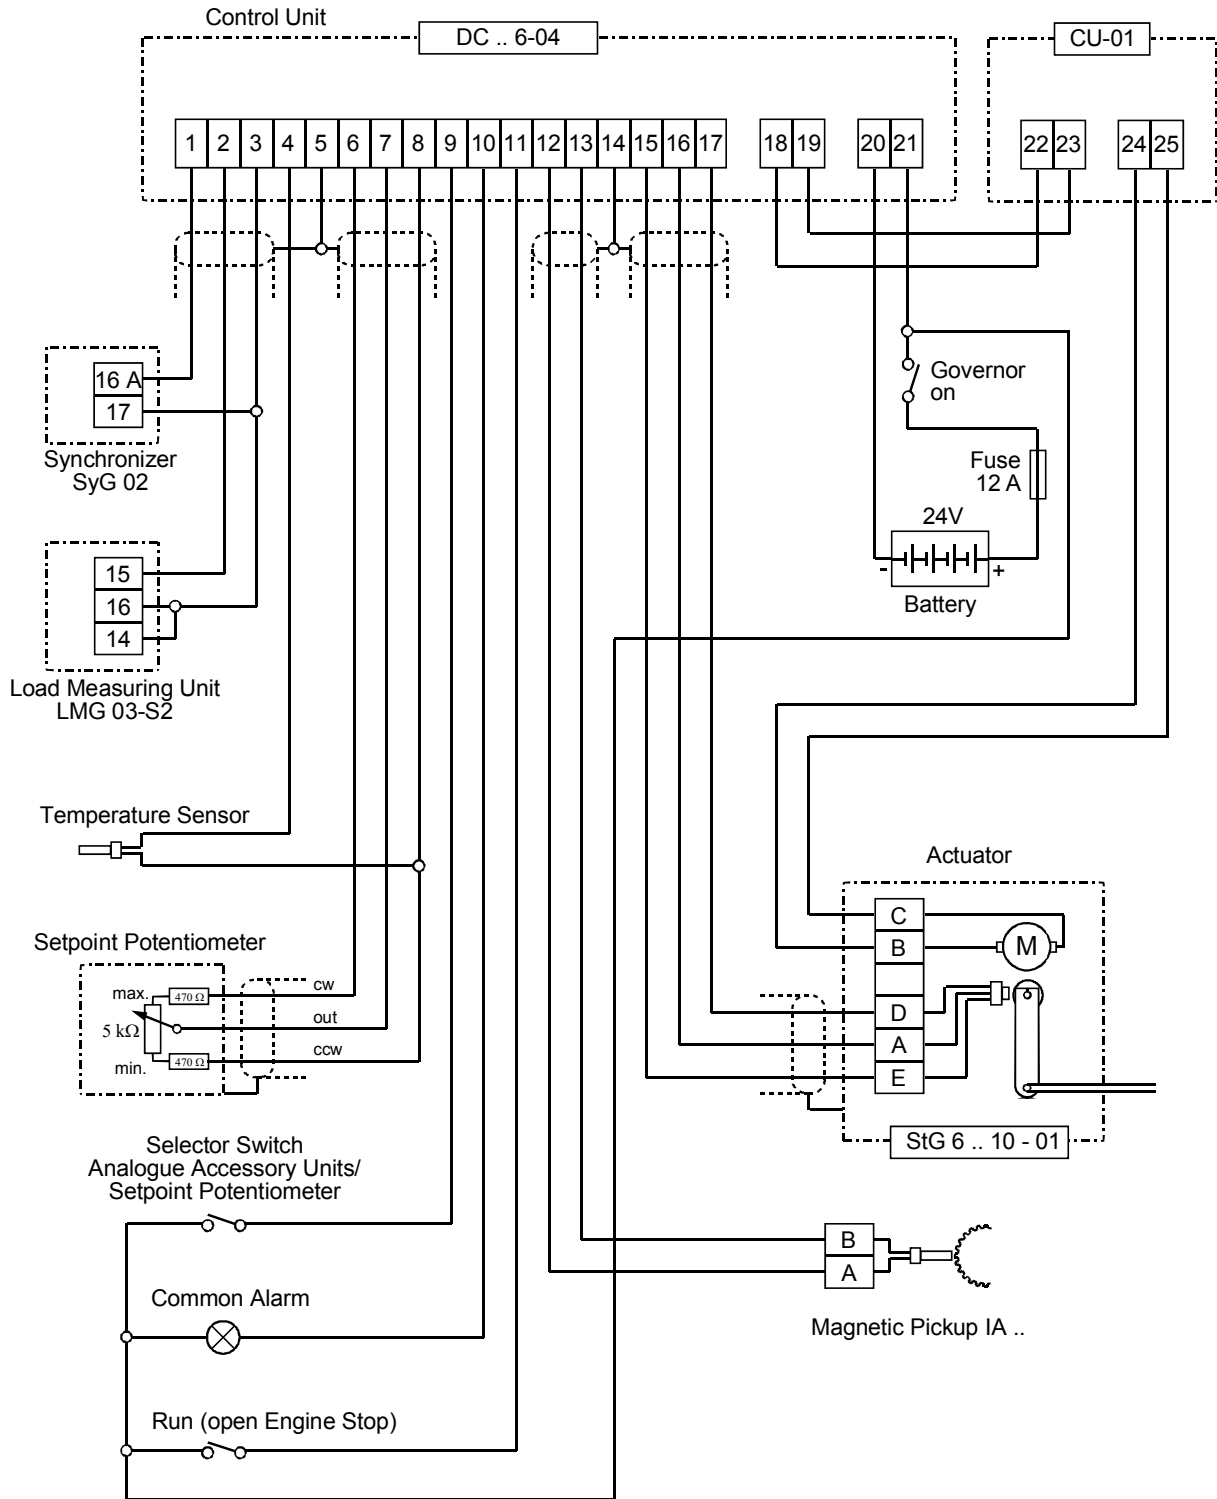 Control Unit
DC .. 6-04
CU-01
1 2 3 4 5 6 7 8 9 10 11 12 13 14 15 16 17 18 19 20 21 22 23 24 25
16 A
17
Synchronizer
SyG 02
Governor
on
Fuse
12 A
24V
- +
Battery
15
16
14
Load Measuring Unit
LMG 03-S2
Temperature Sensor
Actuator
C
B
M
D
A
E
StG 6 .. 10 - 01
Setpoint Potentiometer
max.
470 Ω
cw
5 kΩ
out
min.
470 Ω
ccw
Selector Switch
Analogue Accessory Units/
Setpoint Potentiometer
B
A
Magnetic Pickup IA ..
Common Alarm
Run (open Engine Stop)